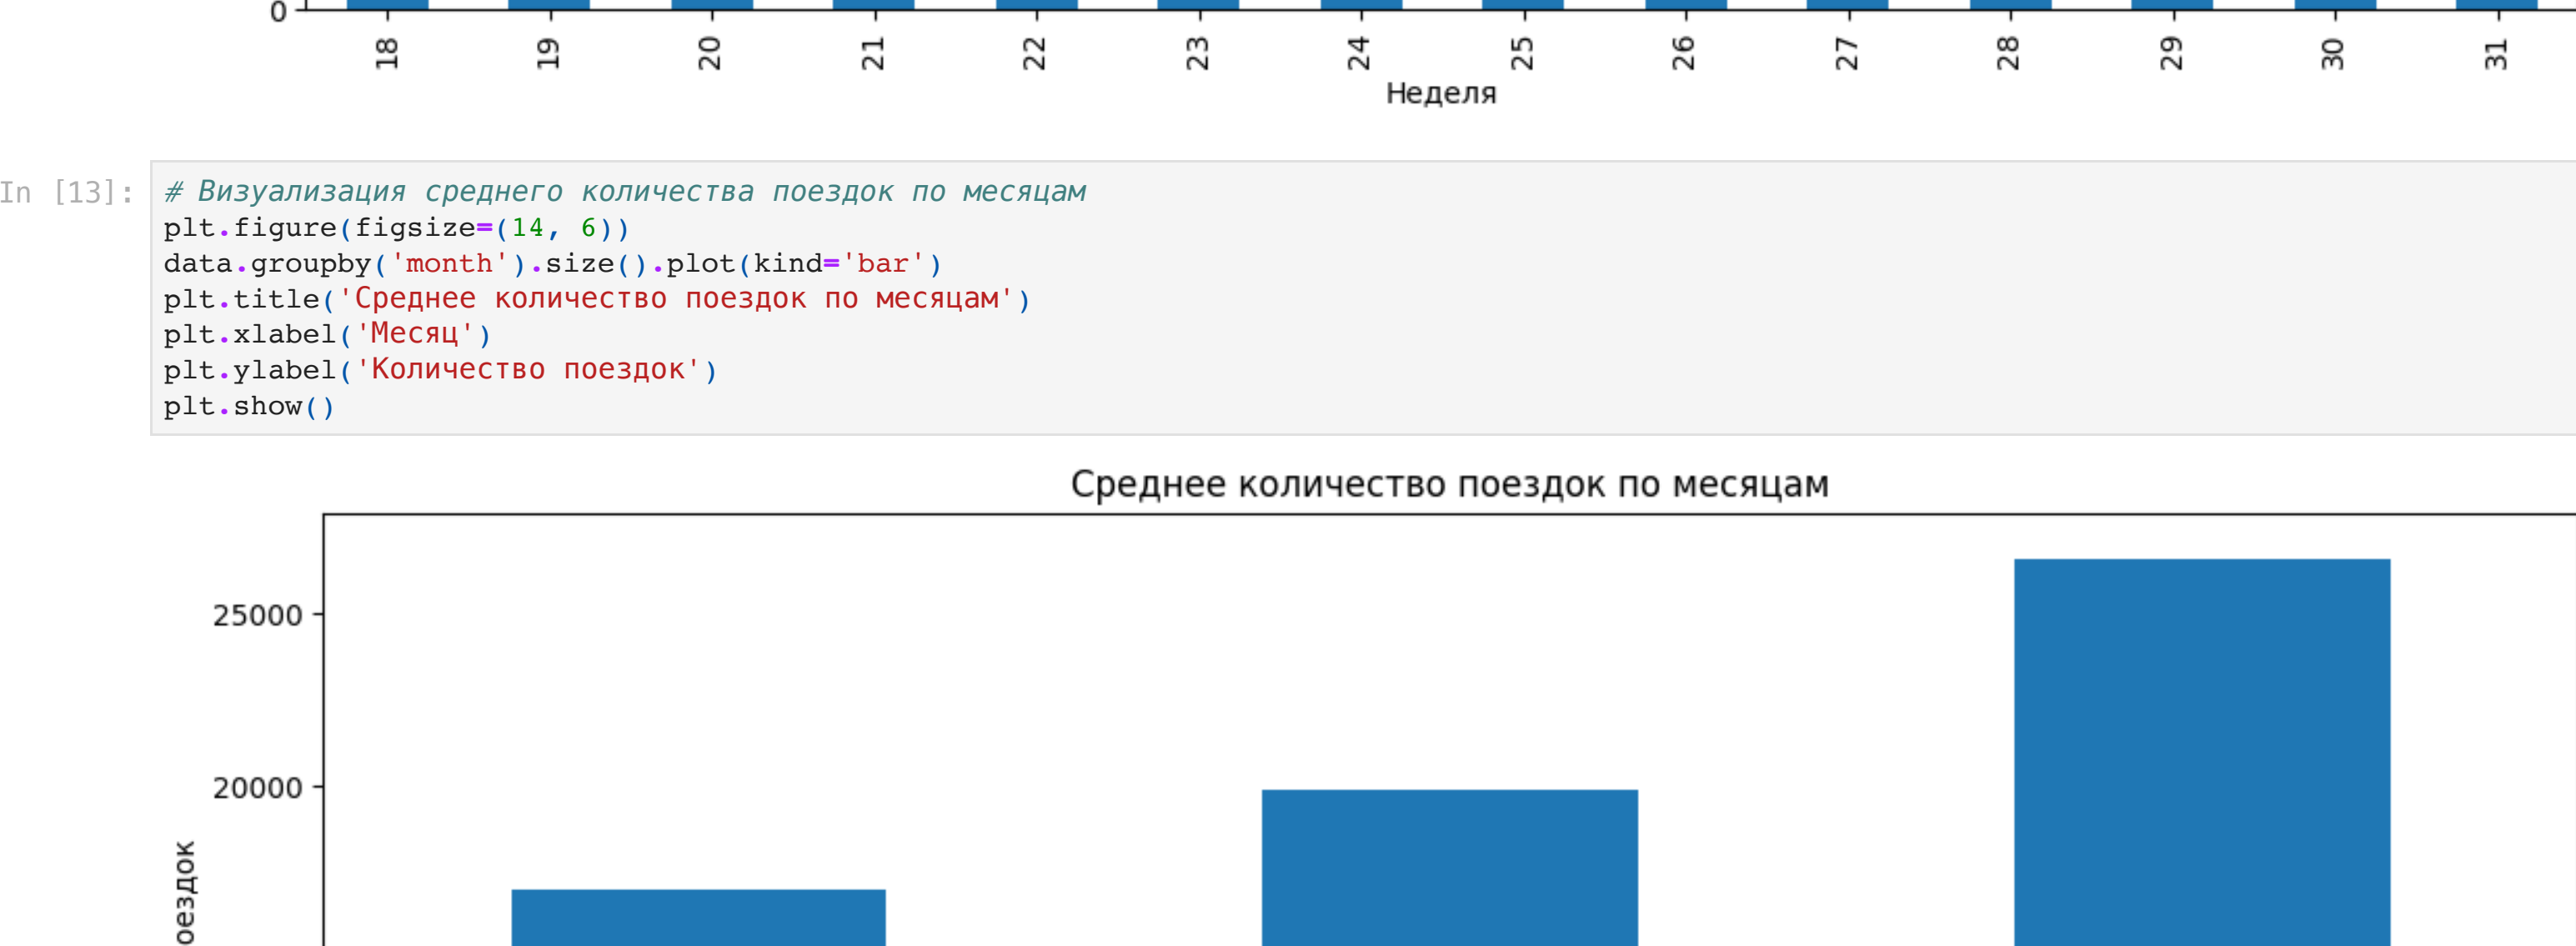 0
18 19 20 21 22 23 24 25 26 27 28 29 30 31
Неделя
In [13]:
# Визуализация среднего количества поездок по месяцам
plt.figure(figsize=(14, 6))
data.groupby('month').size().plot(kind='bar')
plt.title('Среднее количество поездок по месяцам')
plt.xlabel('Месяц')
plt.ylabel('Количество поездок')
plt.show()
Среднее количество поездок по месяцам
25000
20000
оездок